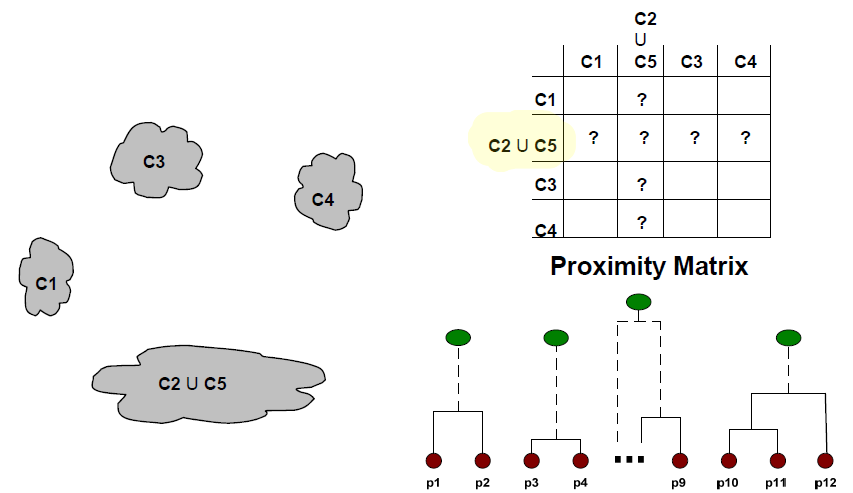 C2
U
C1 C5 C3 C4
C1 ?
C2 U C5 ? ? ? ?
C3 ?
C4 ?
Proximity Matrix
C3
C4
C1
C2 U C5
...
p1 p2 p3 p4 p9 p10 p11 p12